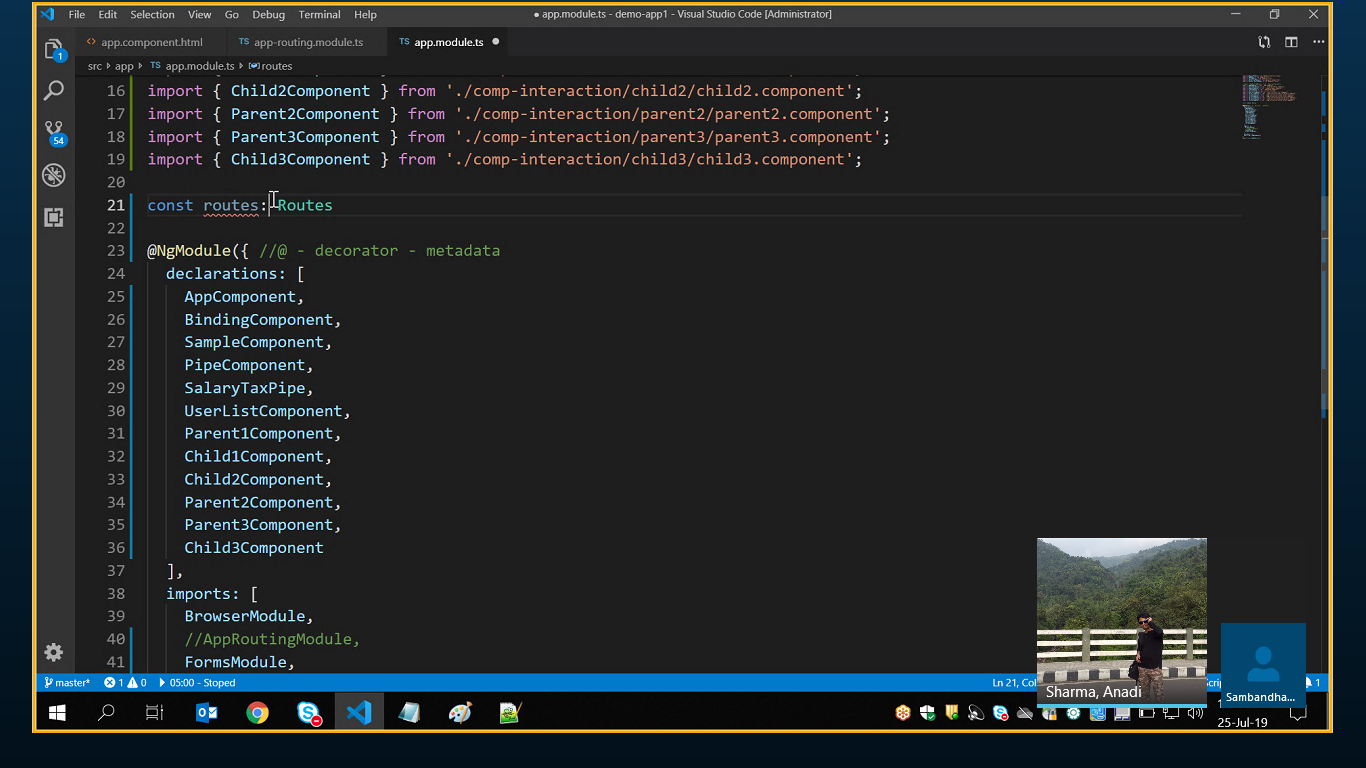 File Edit Selection View Go Debug Terminal Help
● app.module.ts - demo-app1 - Visual Studio Code [Administrator]
app.component.html
TS app-routing.module.ts
TS app.module.ts
src app TS app.module.ts routes
16 import { Child2Component } from './comp-interaction/child2/child2.component';
17 import { Parent2Component } from './comp-interaction/parent2/parent2.component';
18 import { Parent3Component } from './comp-interaction/parent3/parent3.component';
19 import { Child3Component } from './comp-interaction/child3/child3.component';
20
21 const routes: Routes
22
23 @NgModule({ //@ - decorator - metadata
24 declarations: [
25 AppComponent,
26 BindingComponent,
27 SampleComponent,
28 PipeComponent,
29 SalaryTaxPipe,
30 UserListComponent,
31 Parent1Component,
32 Child1Component,
33 Child2Component,
34 Parent2Component,
35 Parent3Component,
36 Child3Component
37 ],
38 imports: [
39 BrowserModule,
40 //AppRoutingModule,
41 FormsModule,
1
54
master* 1 0 05:00 - Stoped
Ln 21,
1
Sharma, Anadi
Sambandha...
25-Jul-19